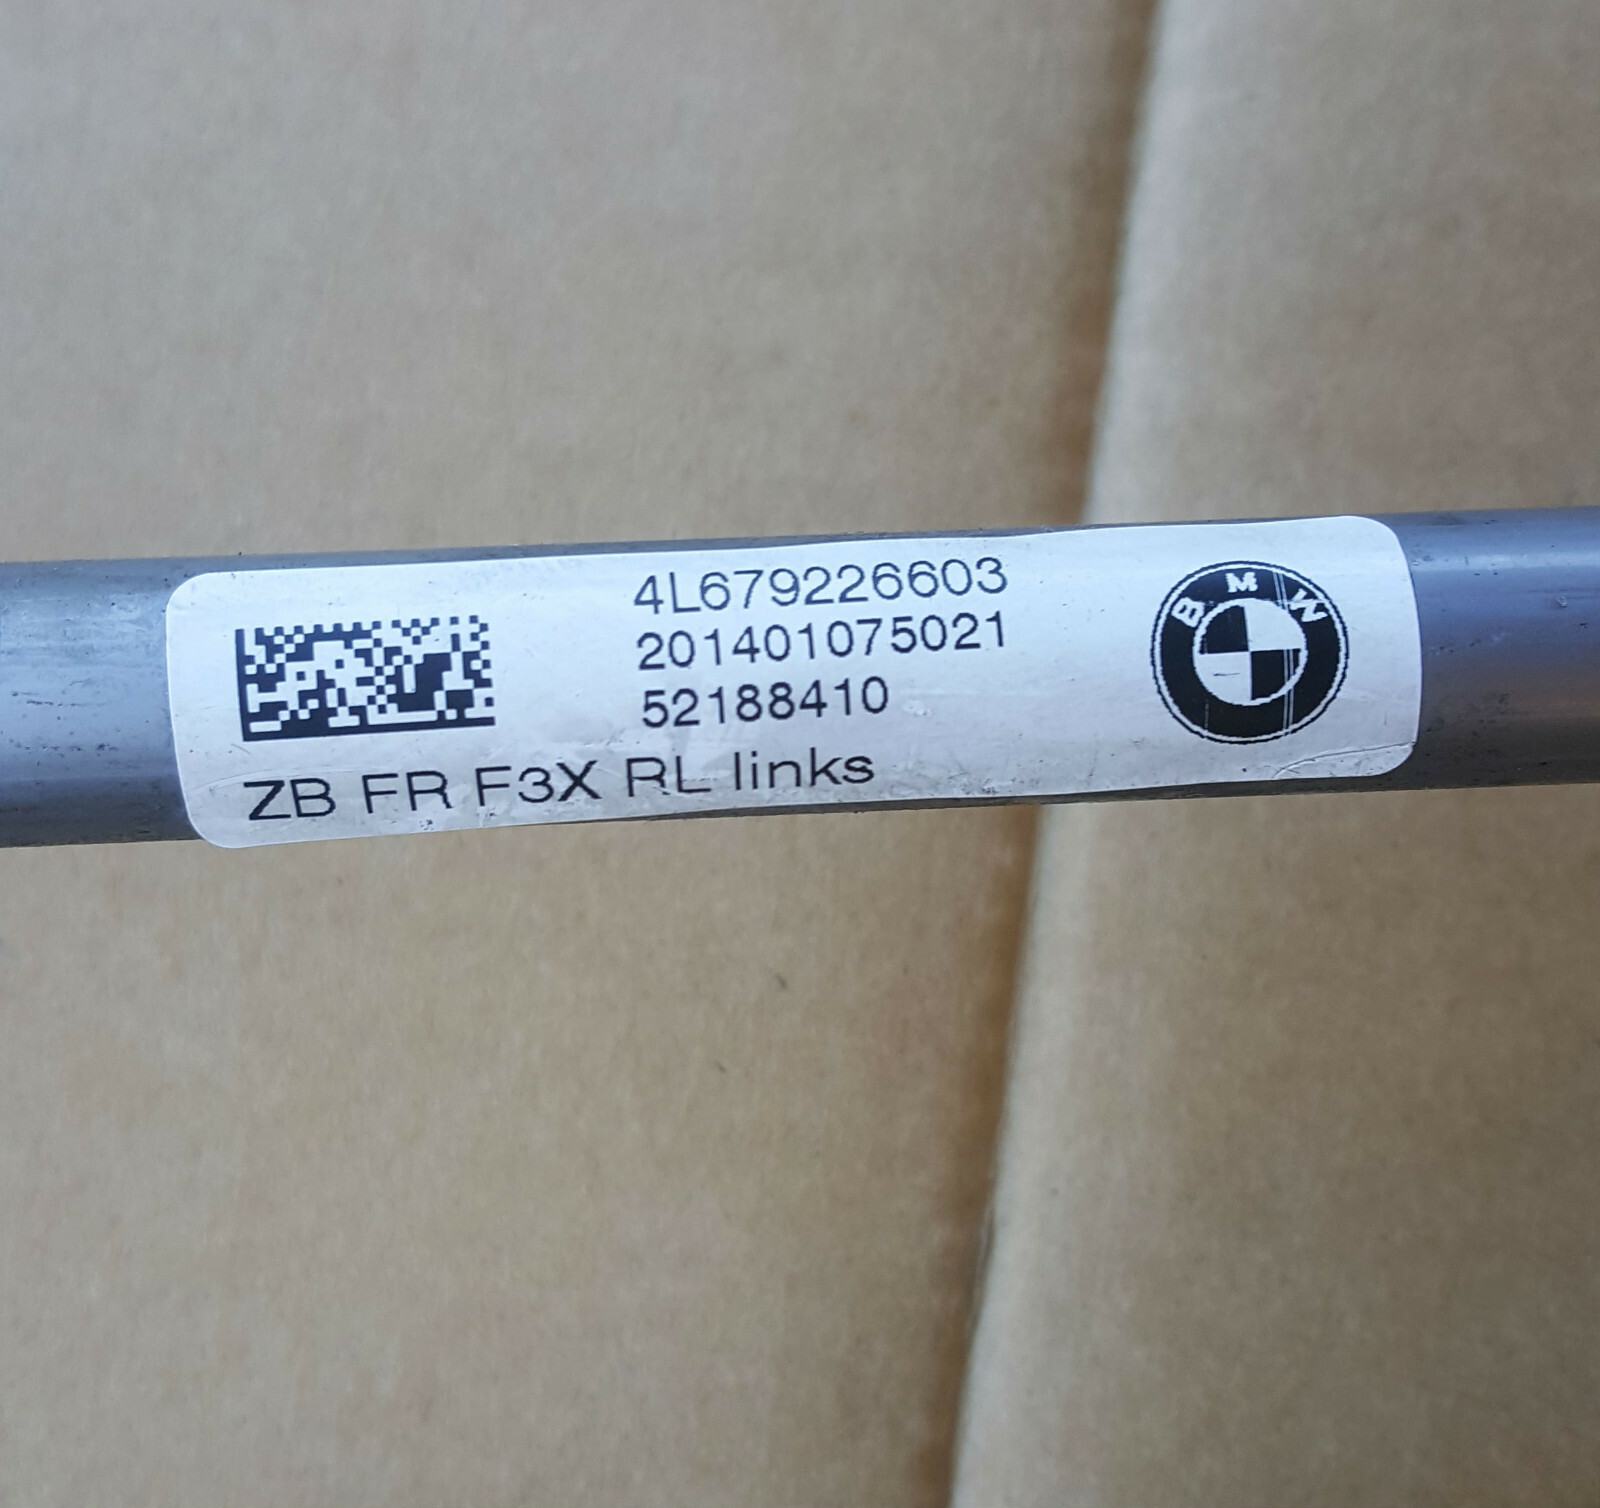 4L679226603
201401075021
52188410
ZB FR F3X RL links
BMW